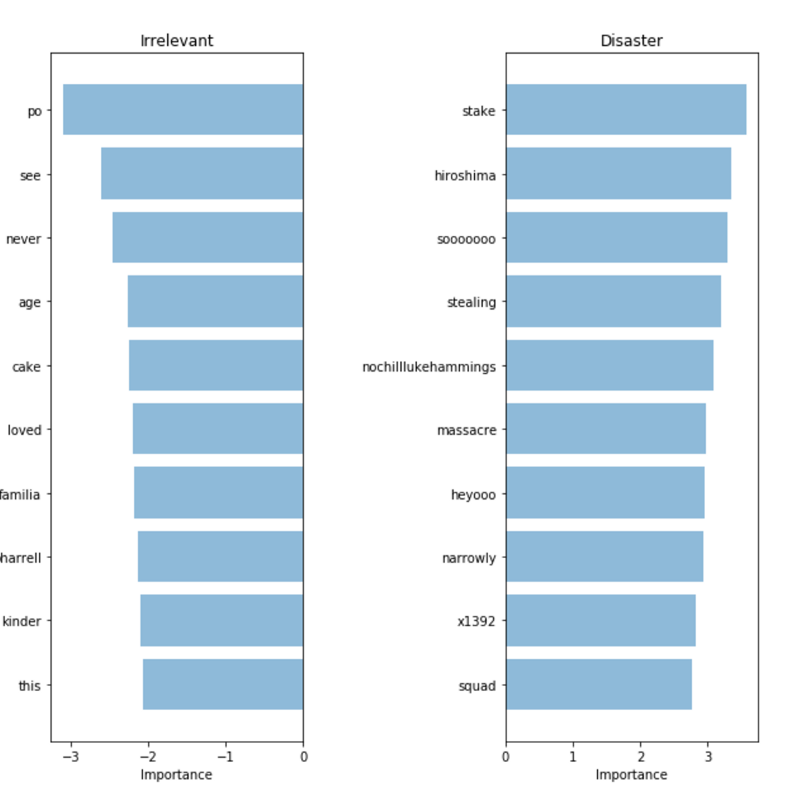 Irrelevant
po
see
never
age
cake
loved
familia
harrell
kinder
this
−3 −2 −1 0
Importance
Disaster
stake
hiroshima
sooooooo
stealing
nochilllukehammings
massacre
heyooo
narrowly
x1392
squad
0 1 2 3
Importance